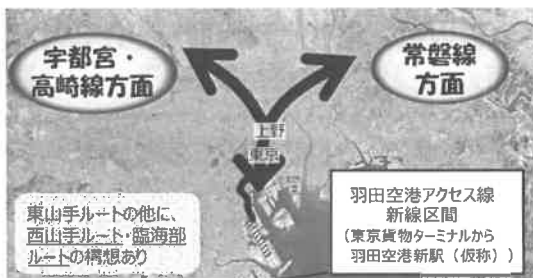 宇都宮・
高崎線方面
常磐線
方面
上野
東京
東山手ルートの他に、
西山手ルート・臨海部
ルートの構想あり
羽田空港アクセス線
新線区間
(東京貨物ターミナルから
羽田空港新駅（仮称）)